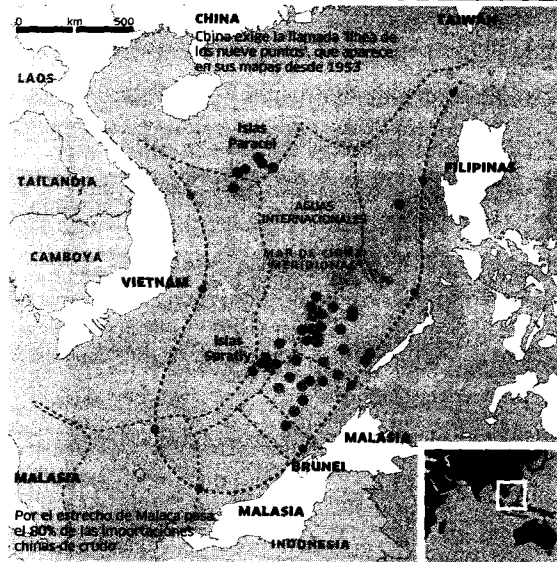 0 km 500
CHINA
TAIWÁN
China exige la llamada 'línea de
los nueve puntos', que aparece
en sus mapas desde 1953
LAOS
Islas
Paracel
FILIPINAS
TAILANDIA
AGUAS
INTERNACIONALES
CAMBOYA
MAR DE CHINA
MERIDIONAL
VIETNAM
Islas
Spratly
MALASIA
BRUNEI
MALASIA
MALASIA
Por el estrecho de Malaca pasa
el 80% de las importaciones
chinas de crudo
INDONESIA